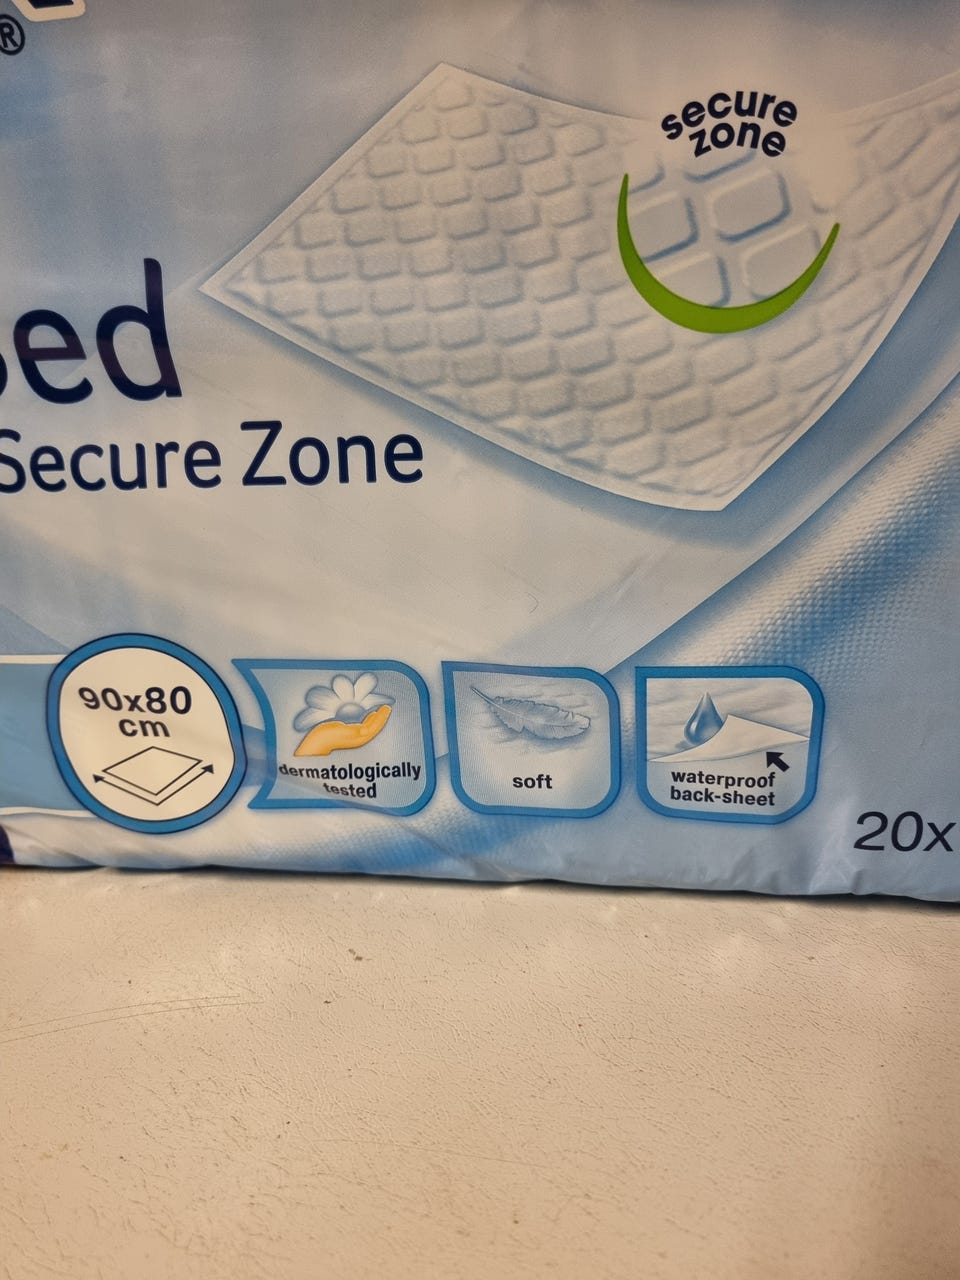 ®
secure
zone
ed
Secure Zone
90x80
cm
dermatologically
tested
soft
waterproof
back-sheet
20x